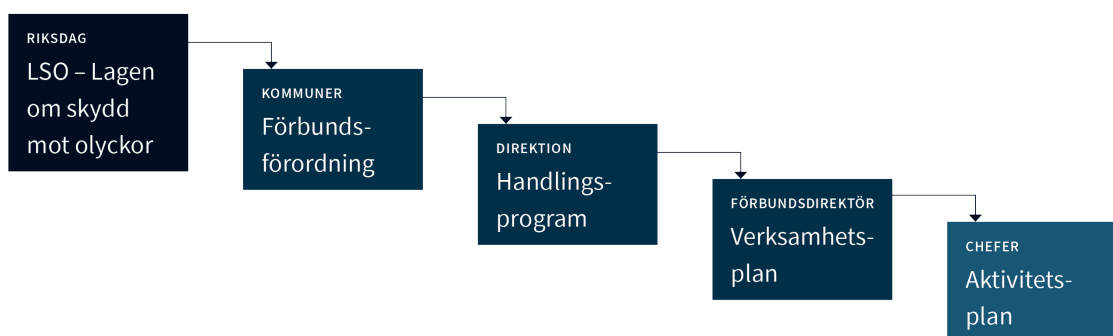 RIKSDAG
LSO – Lagen
om skydd
mot olyckor
KOMMUNER
Förbunds-
förordning
DIREKTION
Handlings-
program
FÖRBUNDSDIREKTÖR
Verksamhets-
plan
CHEFER
Aktivitets-
plan